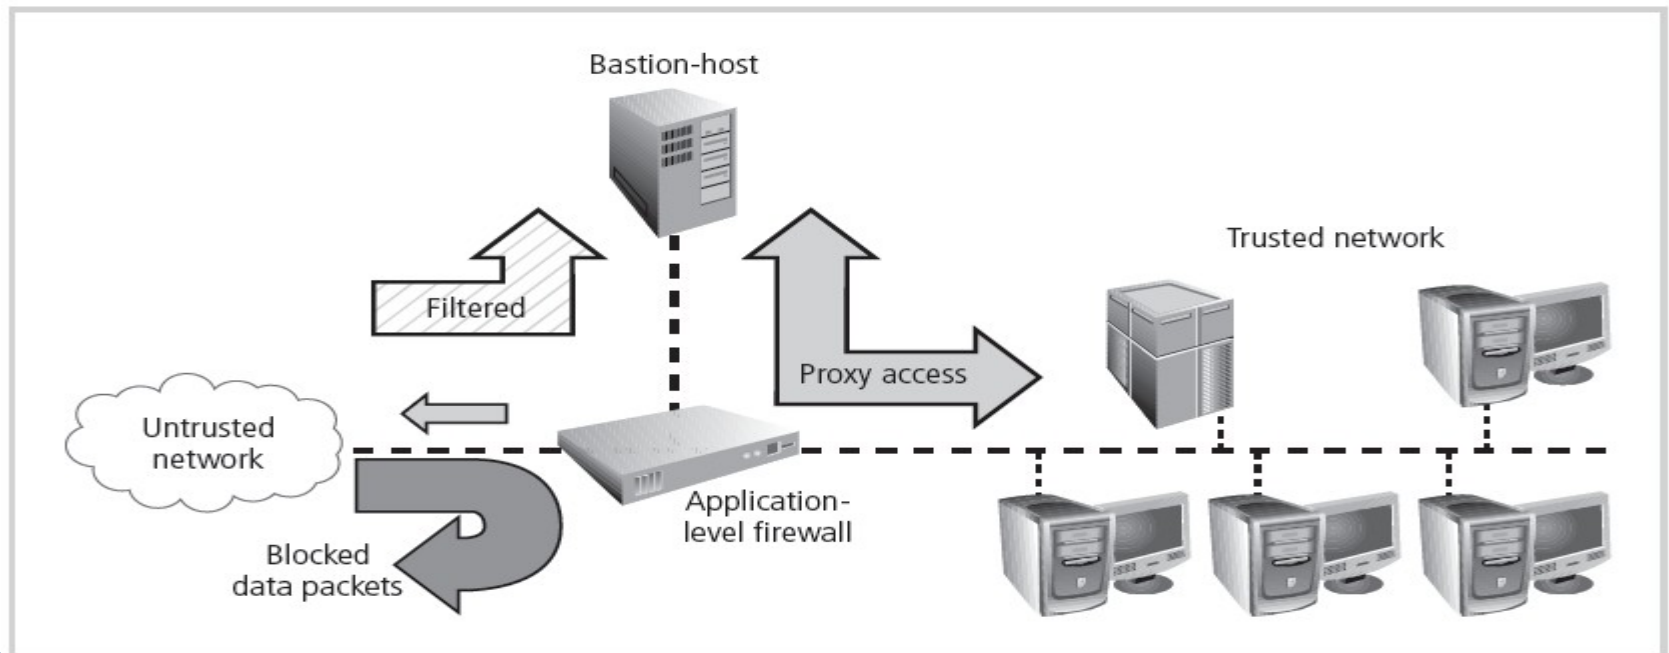 Bastion-host
Trusted network
Filtered
Proxy access
Untrusted
network
Application-
level firewall
Blocked
data packets